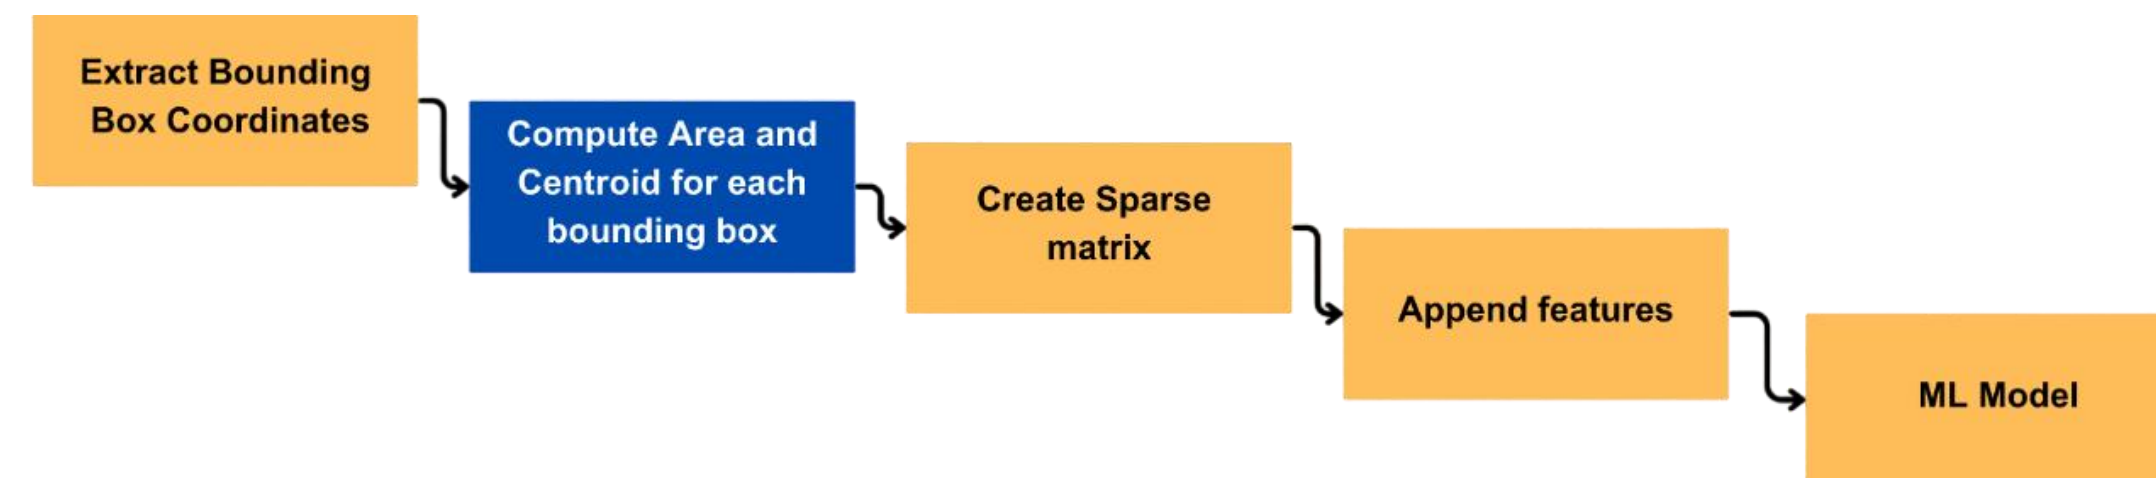 Extract Bounding
Box Coordinates
Compute Area and
Centroid for each
bounding box
Create Sparse
matrix
Append features
ML Model